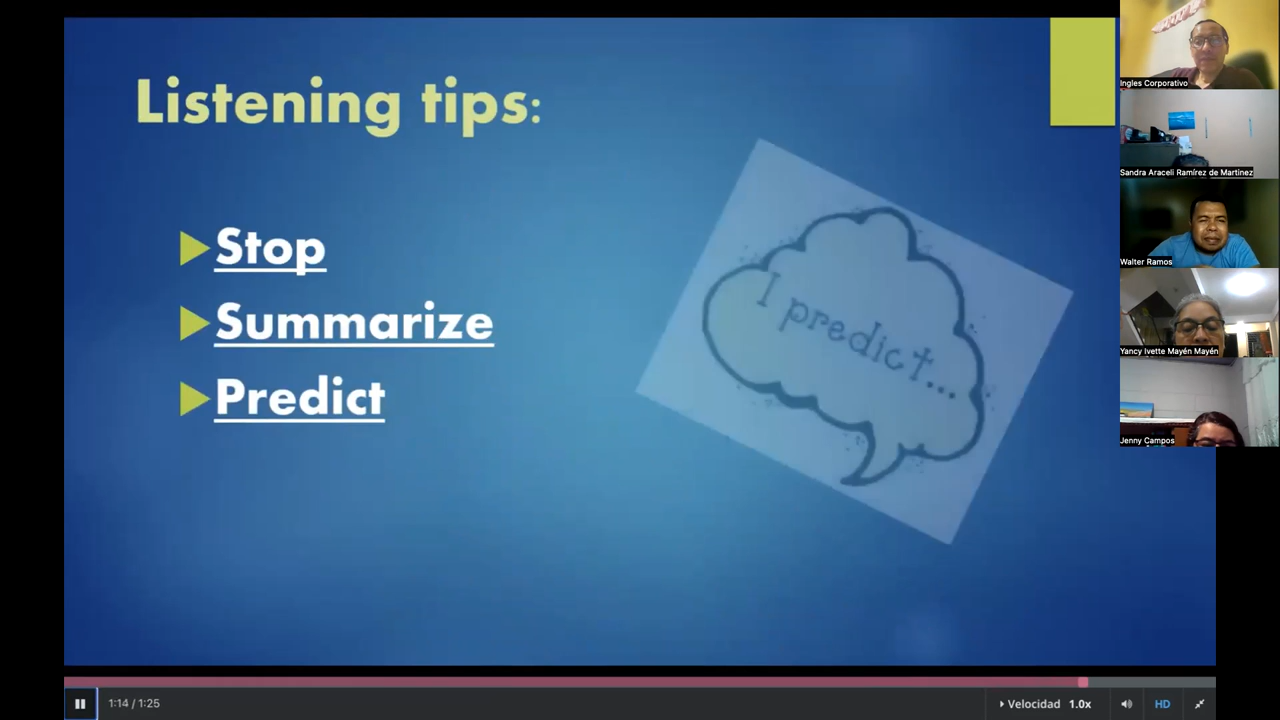 Listening tips:
Stop
Summarize
Predict
I predict...
Ingles Corporativo
Sandra Araceli Ramírez de Martinez
Walter Ramos
Yancy Ivette Mayén Mayén
Jenny Campos
1:14 / 1:25
Velocidad 1.0x
HD